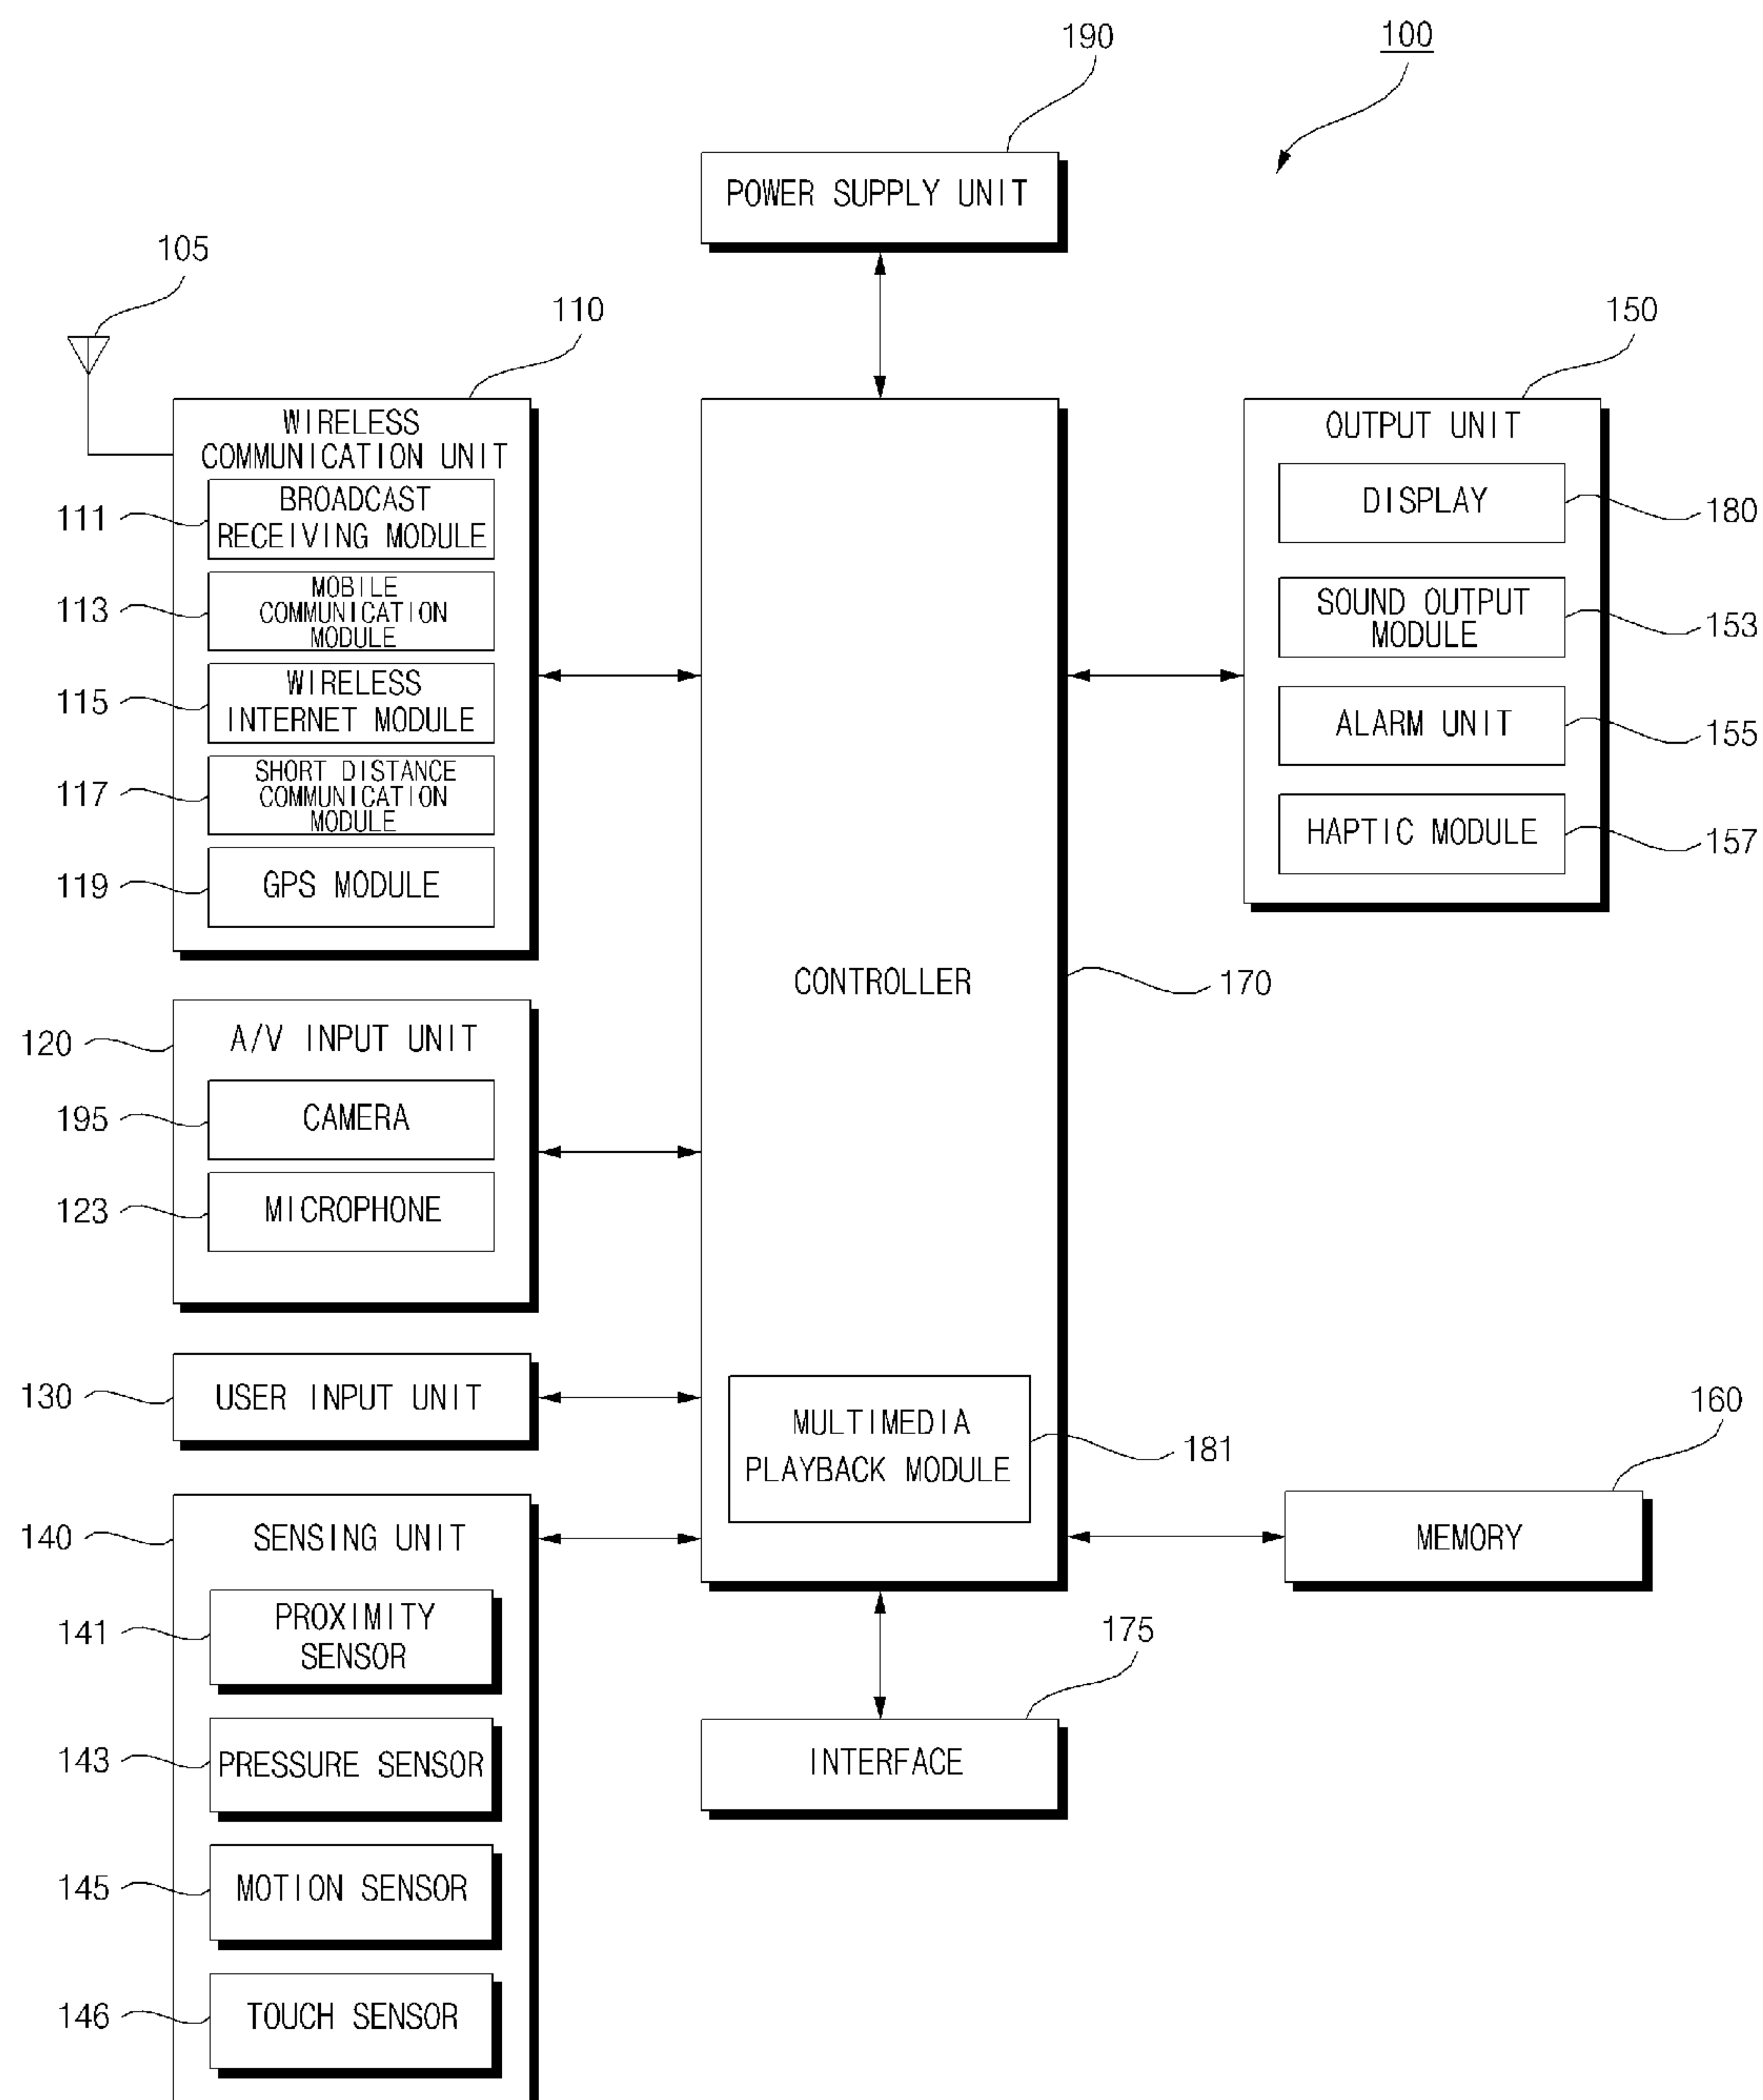 190
100
POWER SUPPLY UNIT
105
110
150
WIRELESS
COMMUNICATION UNIT
111
BROADCAST
RECEIVING MODULE
113
MOBILE
COMMUNICATION
MODULE
115
WIRELESS
INTERNET MODULE
117
SHORT DISTANCE
COMMUNICATION
MODULE
119
GPS MODULE
OUTPUT UNIT
DISPLAY
180
SOUND OUTPUT
MODULE
153
ALARM UNIT
155
HAPTIC MODULE
157
CONTROLLER
170
120
A/V INPUT UNIT
195
CAMERA
123
MICROPHONE
130
USER INPUT UNIT
MULTIMEDIA
PLAYBACK MODULE
181
160
MEMORY
140
SENSING UNIT
141
PROXIMITY
SENSOR
143
PRESSURE SENSOR
145
MOTION SENSOR
146
TOUCH SENSOR
175
INTERFACE